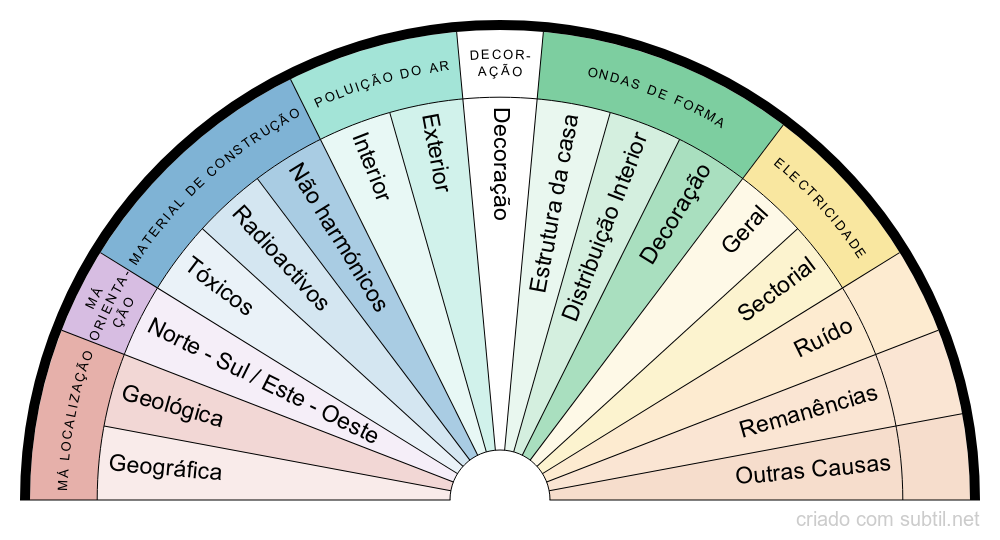 MÁ LOCALIZAÇÃO
Geográfica
Geológica
MÁ
ORIENTA-
ÇÃO
Norte - Sul / Este - Oeste
MATERIAL DE CONSTRUÇÃO
Tóxicos
Radioactivos
Não harmónicos
POLUIÇÃO DO AR
Interior
Exterior
DECOR-
AÇÃO
Decoração
ONDAS DE FORMA
Estrutura da casa
Distribuição Interior
Decoração
ELECTRICIDADE
Geral
Sectorial
Ruído
Remanências
Outras Causas
criado com subtil.net